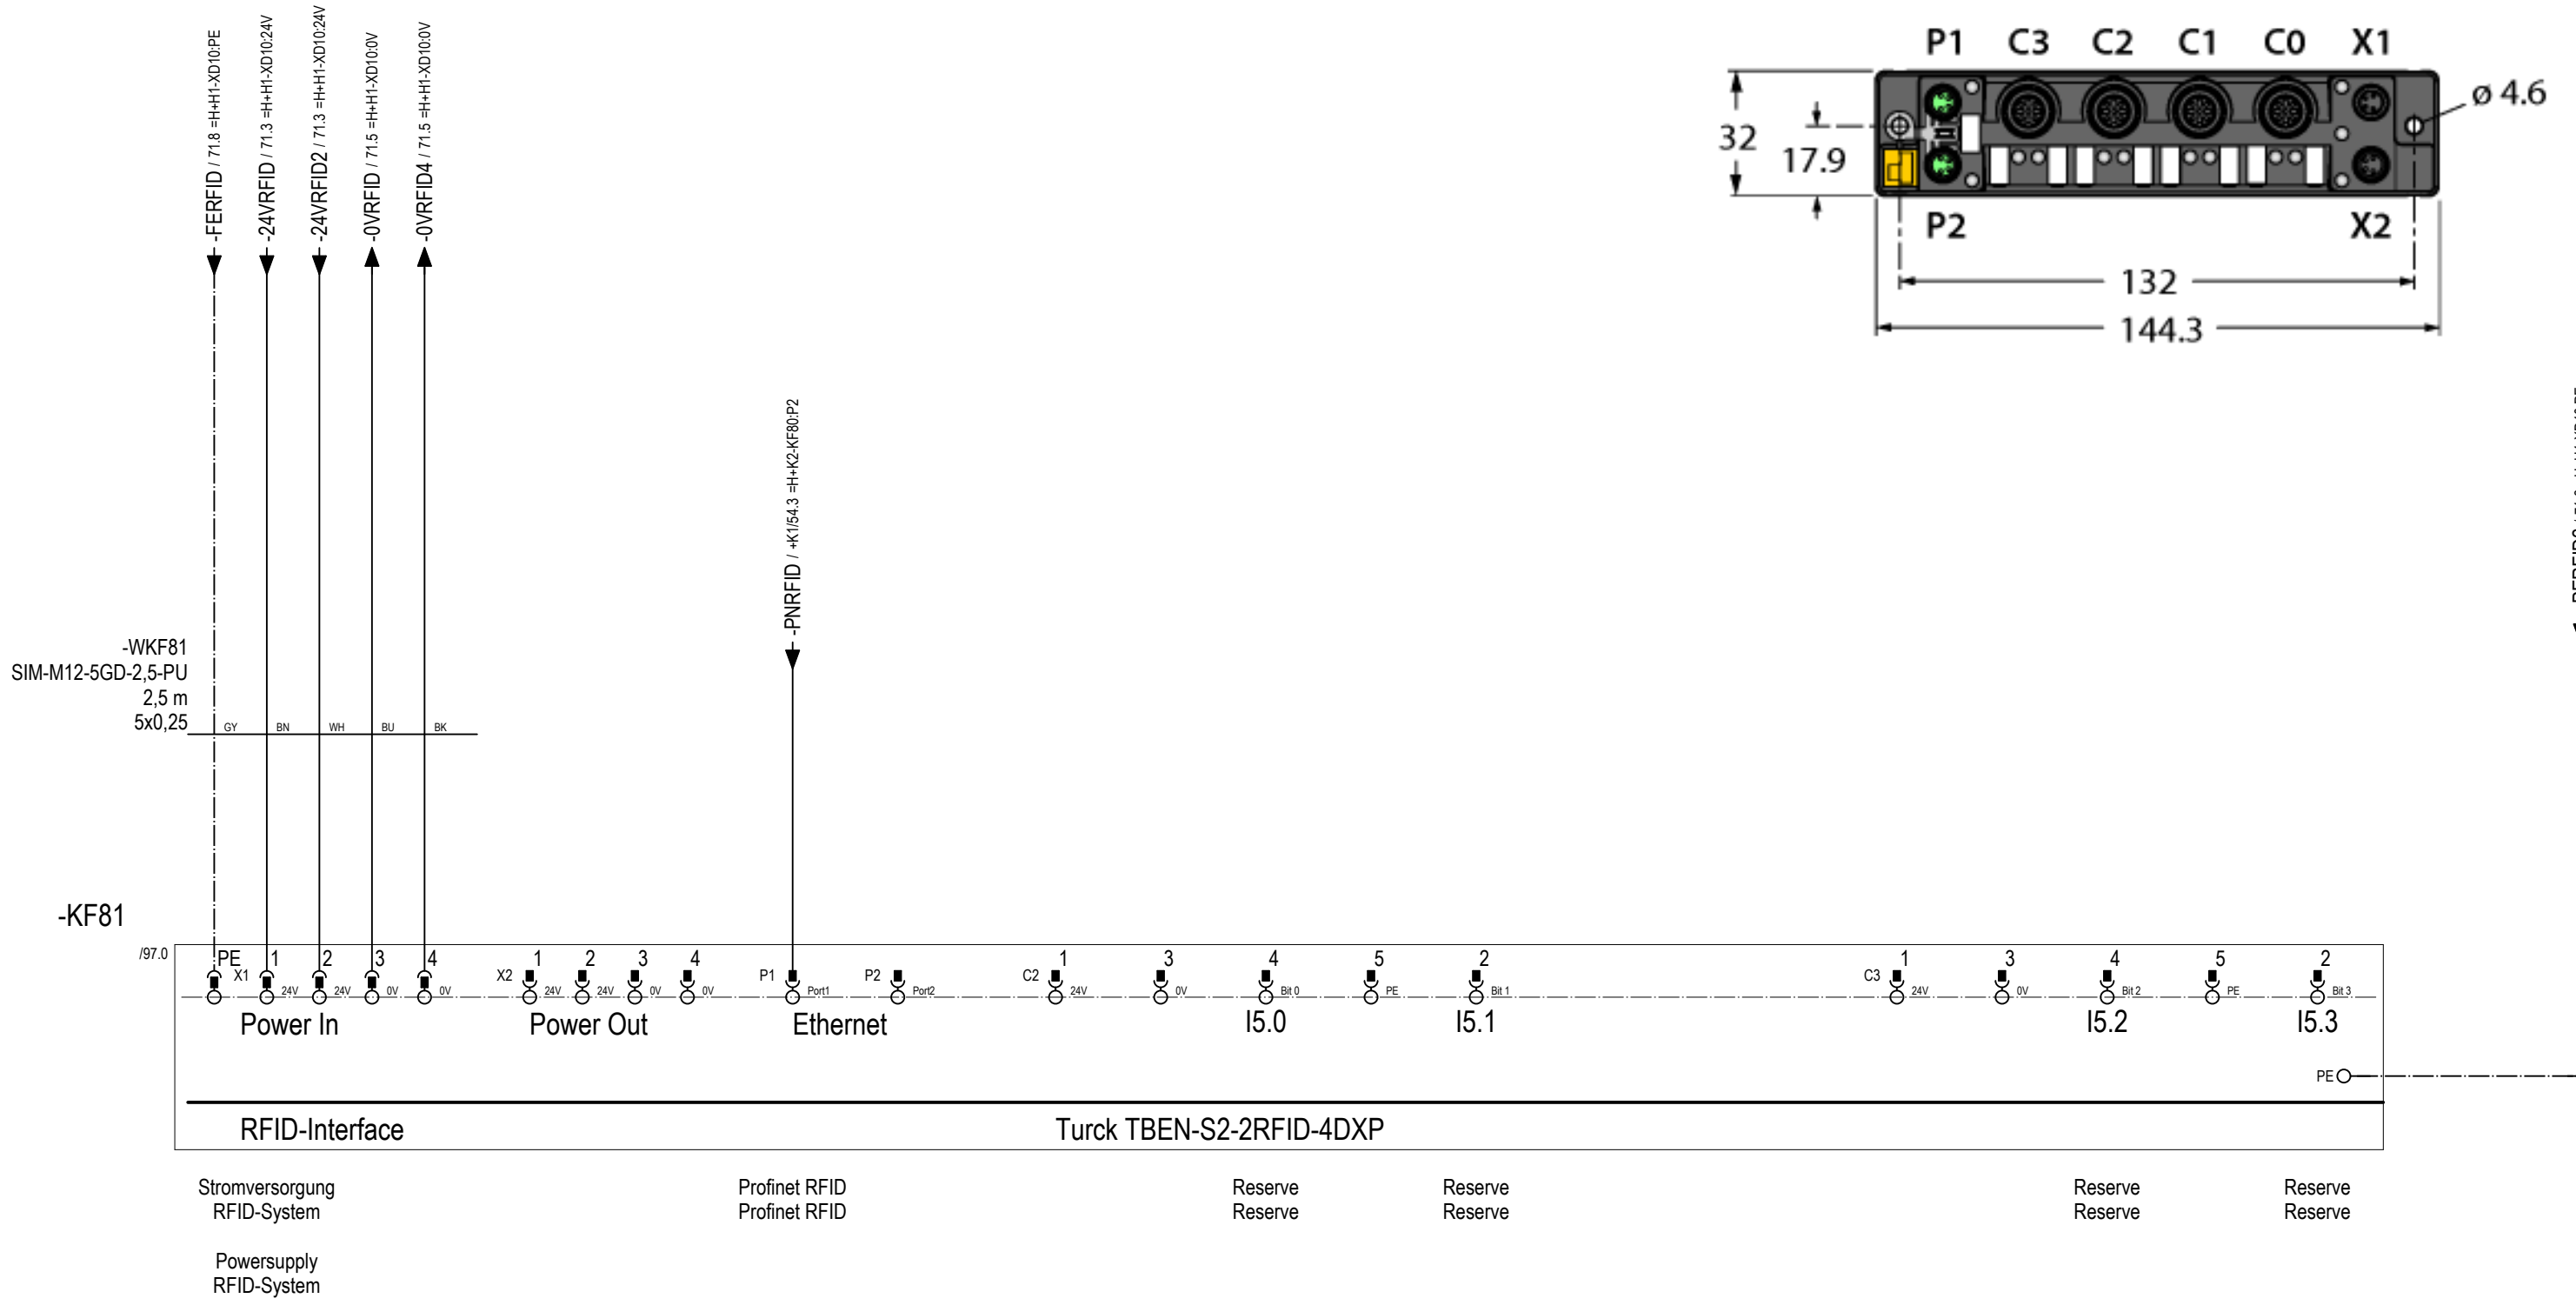 -FERFID / 71.8 =H+H1-XD10:PE
-24VRFID / 71.3 =H+H1-XD10:24V
-24VRFID2 / 71.3 =H+H1-XD10:24V
-0VRFID / 71.5 =H+H1-XD10:0V
-0VRFID4 / 71.5 =H+H1-XD10:0V
P1 C3 C2 C1 C0 X1
ø 4.6
32
17.9
P2 X2
132
144.3
-PNRFID / +K1/54.3 =H+K2-KF80:P2
-WKF81
SIM-M12-5GD-2,5-PU
2,5 m
5x0,25
GY BN WH BU BK
-KF81
/97.0
PE 1 2 3 4 1 2 3 4 1 3 4 5 2 1 3 4 5 2
X1 X2 P1 P2 C2 C3
24V 24V 0V 0V 24V 24V 0V 0V Port1 Port2 24V 0V Bit 0 PE Bit 1 24V 0V Bit 2 PE Bit 3
Power In Power Out Ethernet I5.0 I5.1 I5.2 I5.3
PE
RFID-Interface Turck TBEN-S2-2RFID-4DXP
Stromversorgung Profinet RFID Reserve Reserve Reserve Reserve
RFID-System Profinet RFID Reserve Reserve Reserve Reserve
Powersupply
RFID-System